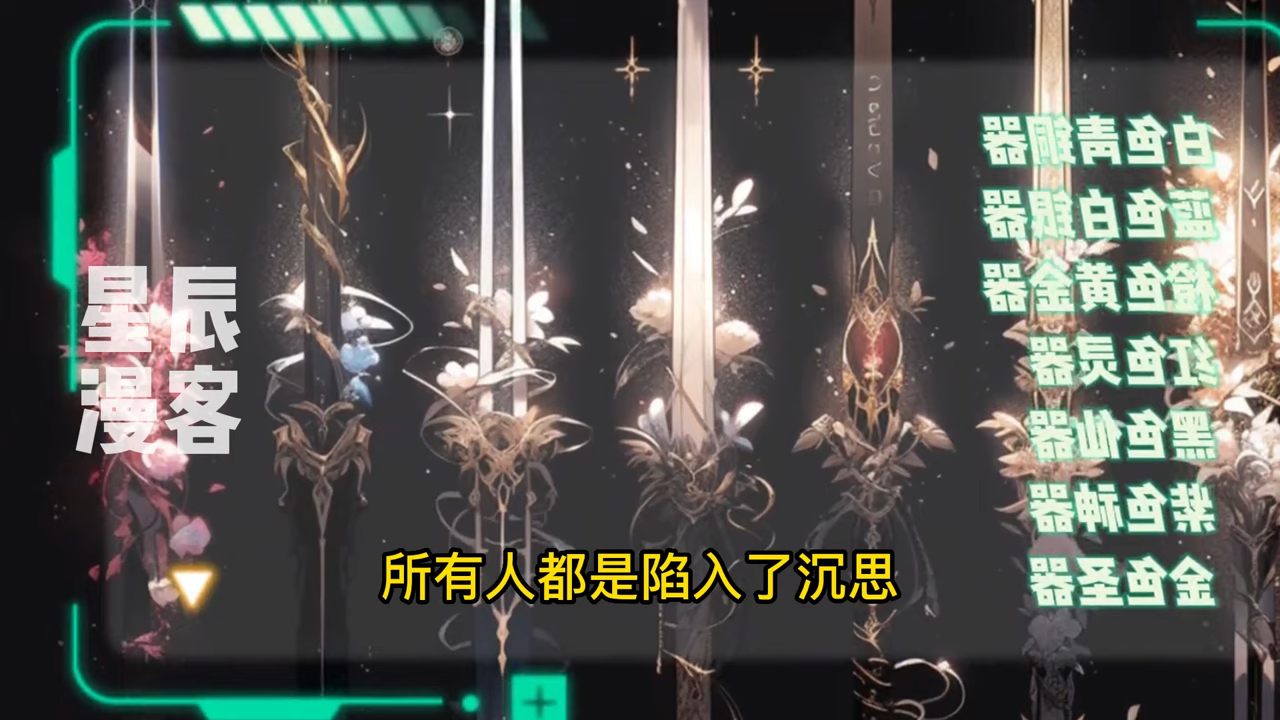 星辰
漫客
白色青铜器
蓝色白银器
橙色黄金器
红色灵器
黑色仙器
紫色神器
金色圣器
所有人都是陷入了沉思